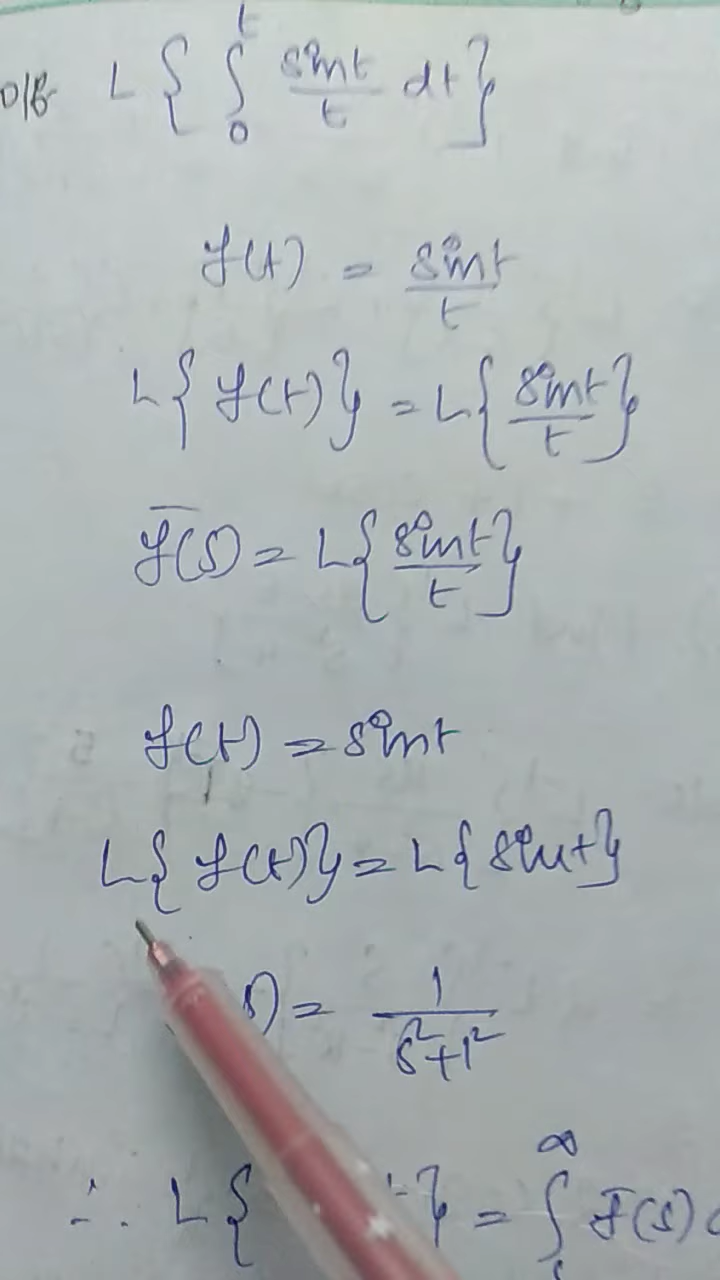 L { ∫₀ᵗ sint/t dt }
f(t) = sint/t
L{ f(t) } = L{ sint/t }
f̄(s) = L{ sint/t }
f(t) = sint
L{ f(t) } = L{ sint }
s) = 1/(s²+1²)
∴ L{ } = ∫ₛ^∞ f̄(s)